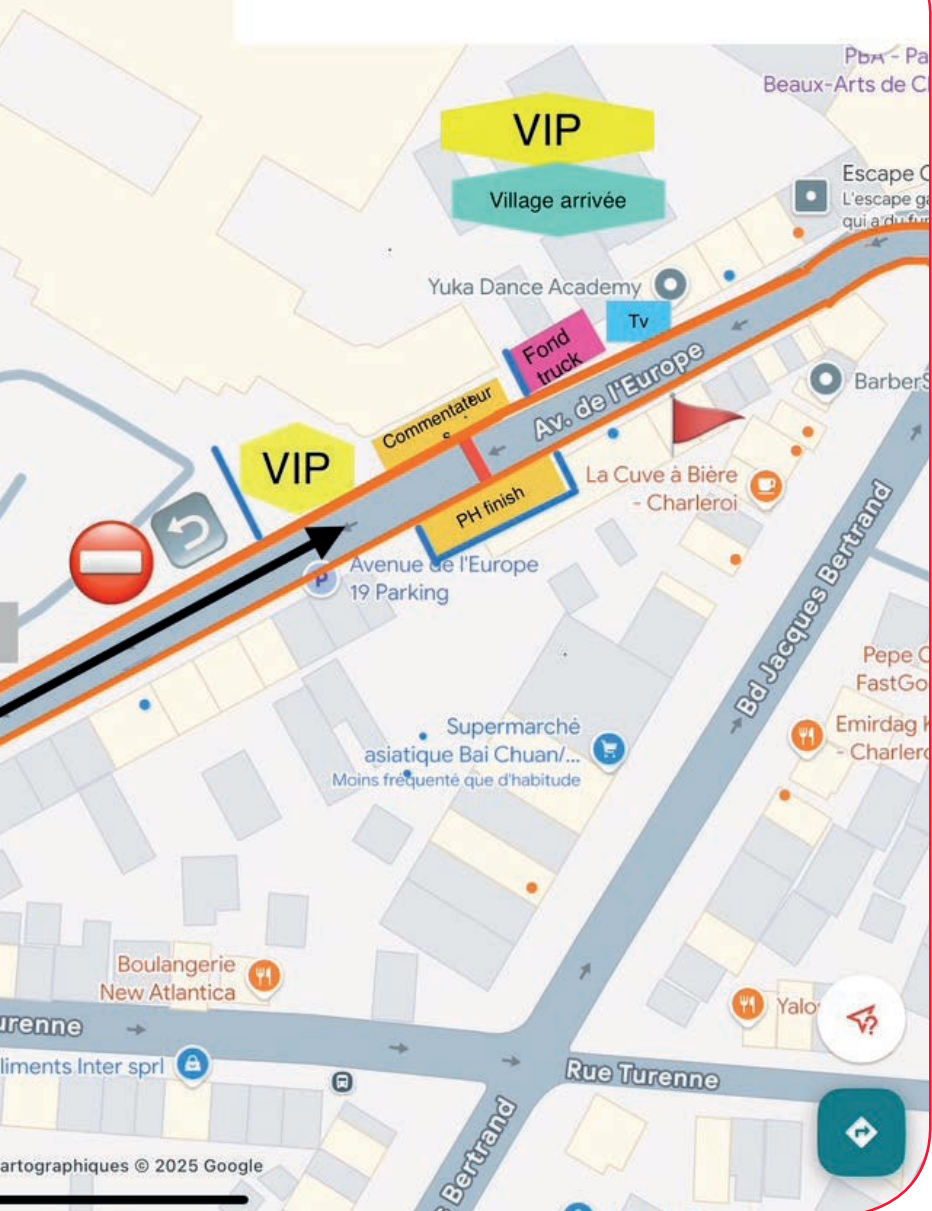 PBA - Pa
Beaux-Arts de C
VIP
Village arrivée
Escape
L'escape ga
qui a du fun
Yuka Dance Academy
Tv
Fond
truck
Av. de l'Europe
Commentateur
s
BarberS
VIP
La Cuve à Bière
- Charleroi
PH finish
P
Avenue de l'Europe
19 Parking
Bd Jacques Bertrand
Pepe
FastGo
Supermarché
asiatique Bai Chuan/...
Moins fréquenté que d'habitude
Emirdag
- Charlero
Boulangerie
New Atlantica
Yalo
urenne
liments Inter sprl
Rue Turenne
s Bertrand
artographiques © 2025 Google